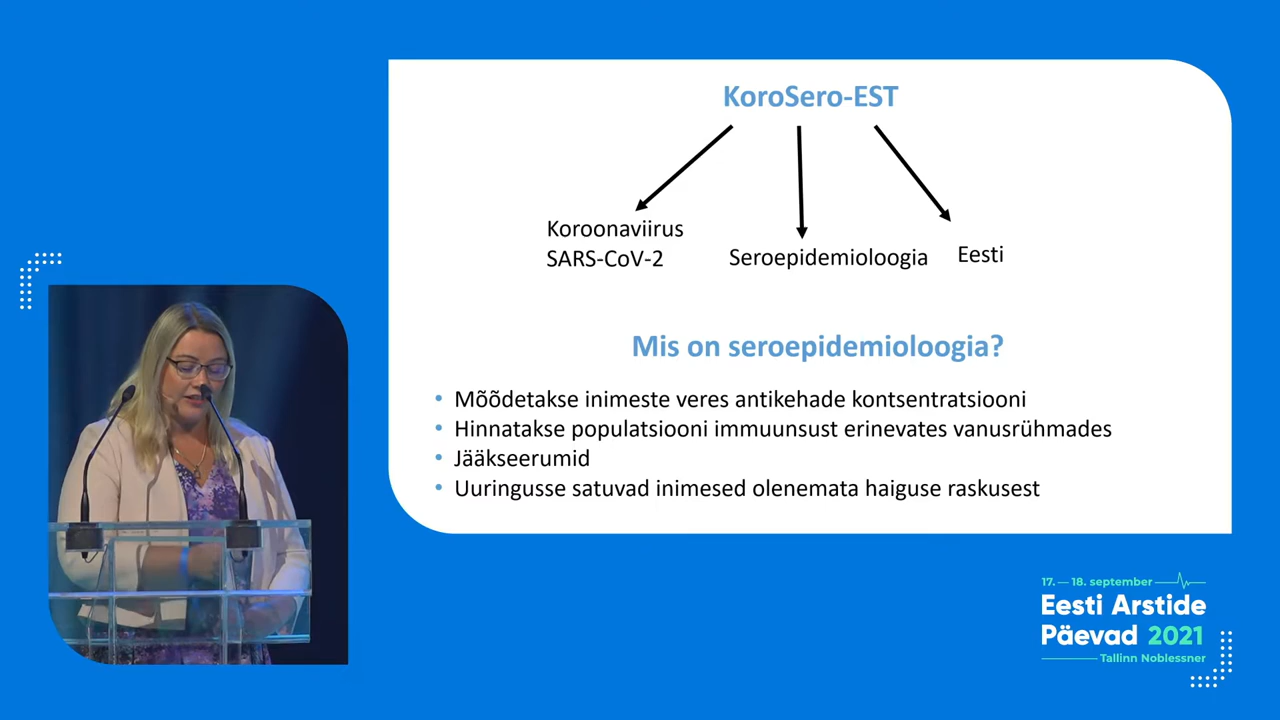 KoroSero-EST
Koroonaviirus
SARS-CoV-2
Seroepidemioloogia
Eesti
Mis on seroepidemioloogia?
• Mõõdetakse inimeste veres antikehade kontsentratsiooni
• Hinnatakse populatsiooni immuunsust erinevates vanusrühmades
• Jääkseerumid
• Uuringusse satuvad inimesed olenemata haiguse raskusest
17. — 18. september
Eesti Arstide
Päevad 2021
Tallinn Noblessner